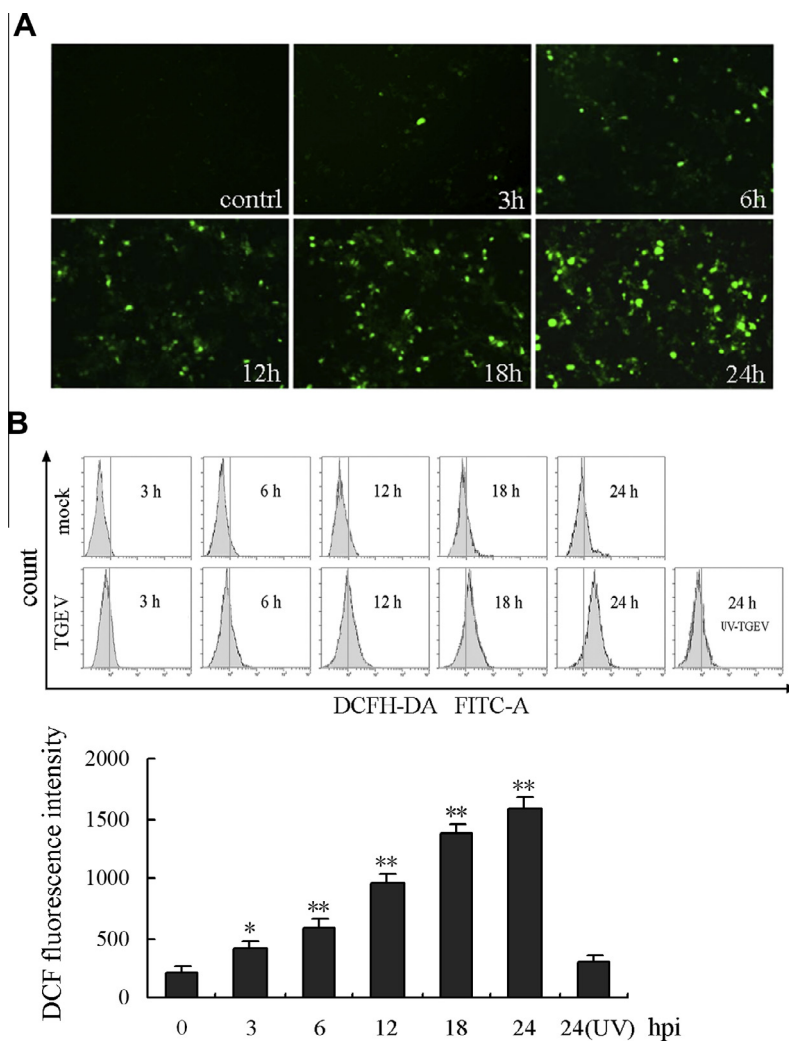 A
contrl
3h
6h
12h
18h
24h
B
count
mock
3 h
6 h
12 h
18 h
24 h
TGEV
3 h
6 h
12 h
18 h
24 h
24 h
UV-TGEV
DCFH-DA FITC-A
DCF fluorescence intensity
2000
1500
1000
500
0
*
**
**
**
**
0 3 6 12 18 24 24(UV) hpi